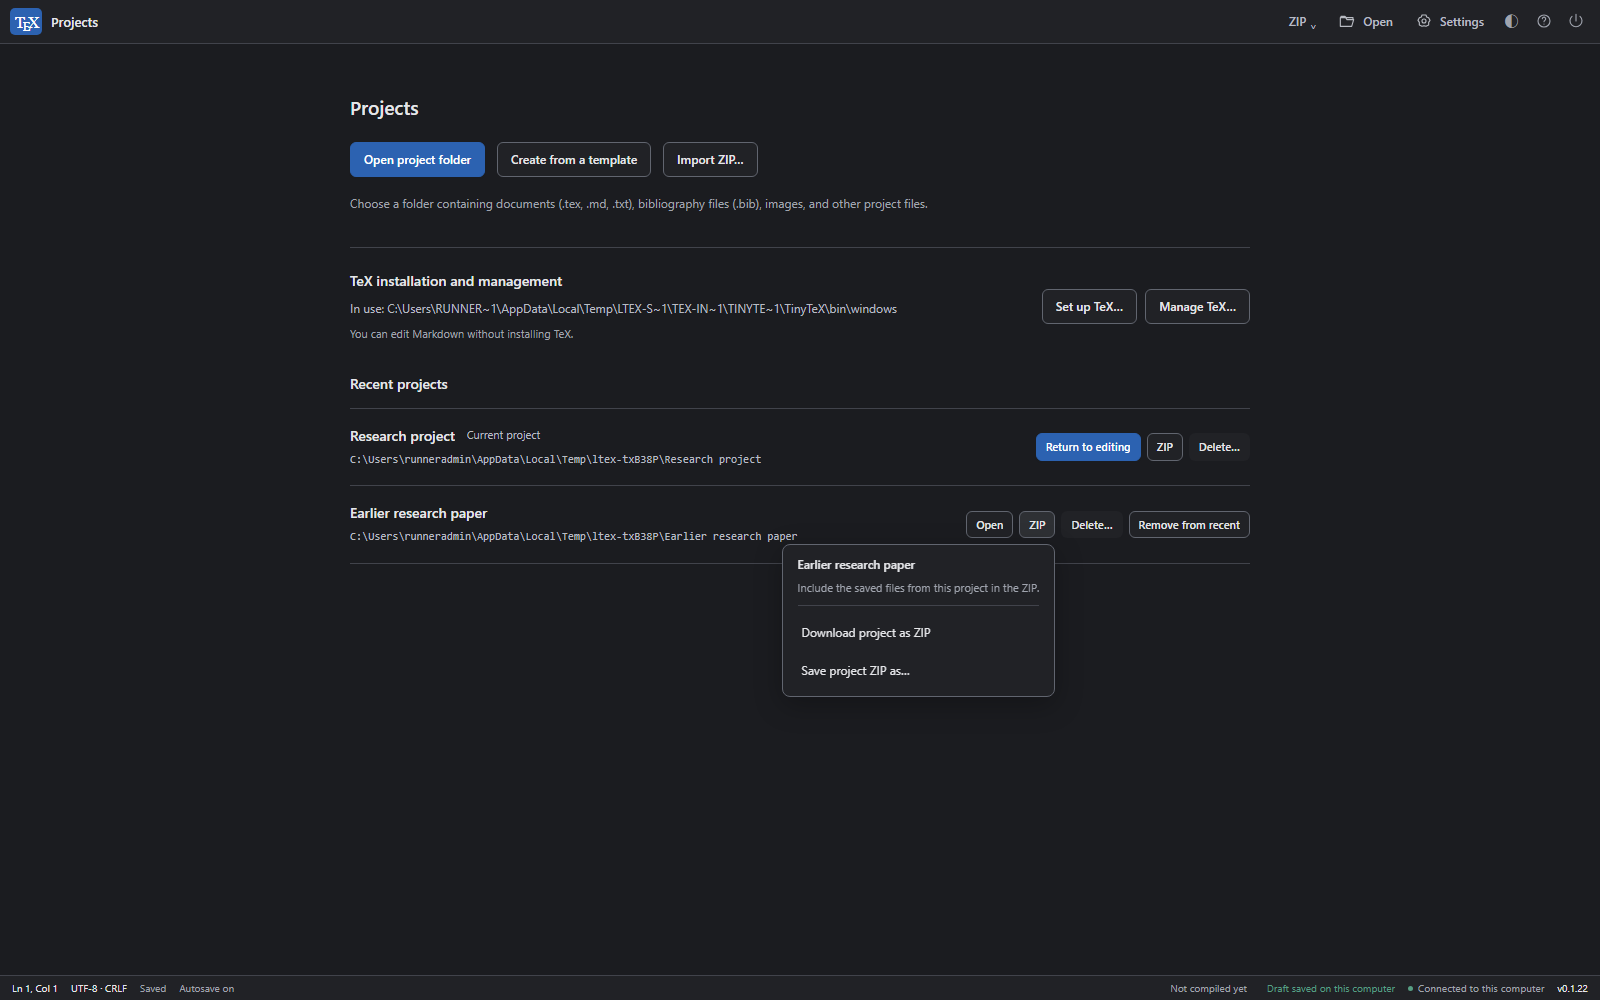 TEX Projects ZIP Open Settings
Projects
Open project folder Create from a template Import ZIP...
Choose a folder containing documents (.tex, .md, .txt), bibliography files (.bib), images, and other project files.
TeX installation and management
In use: C:\Users\RUNNER~1\AppData\Local\Temp\LTEX-S~1\TEX-IN~1\TINYTE~1\TinyTeX\bin\windows
Set up TeX... Manage TeX...
You can edit Markdown without installing TeX.
Recent projects
Research project Current project
C:\Users\runneradmin\AppData\Local\Temp\ltex-txB38P\Research project
Return to editing ZIP Delete...
Earlier research paper
C:\Users\runneradmin\AppData\Local\Temp\ltex-txB38P\Earlier research paper
Open ZIP Delete... Remove from recent
Earlier research paper
Include the saved files from this project in the ZIP.
Download project as ZIP
Save project ZIP as...
Ln 1, Col 1 UTF-8 · CRLF Saved Autosave on Not compiled yet Draft saved on this computer Connected to this computer v0.1.22